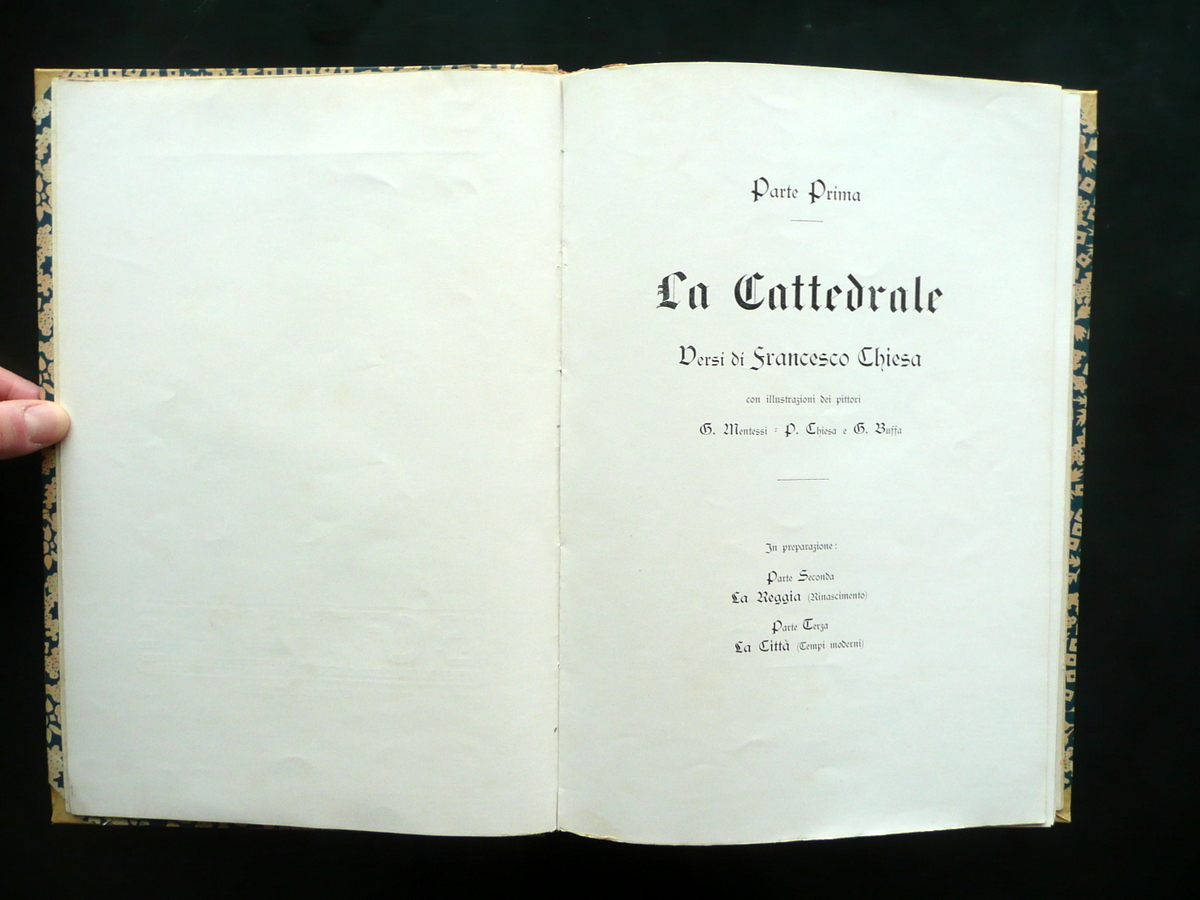 Parte Prima
La Cattedrale
Versi di Francesco Chiesa
con illustrazioni dei pittori
G. Mentessi = P. Chiesa e G. Buffa
In preparazione:
Parte Seconda
La Reggia (Rinascimento)
Parte Terza
La Città (Tempi moderni)